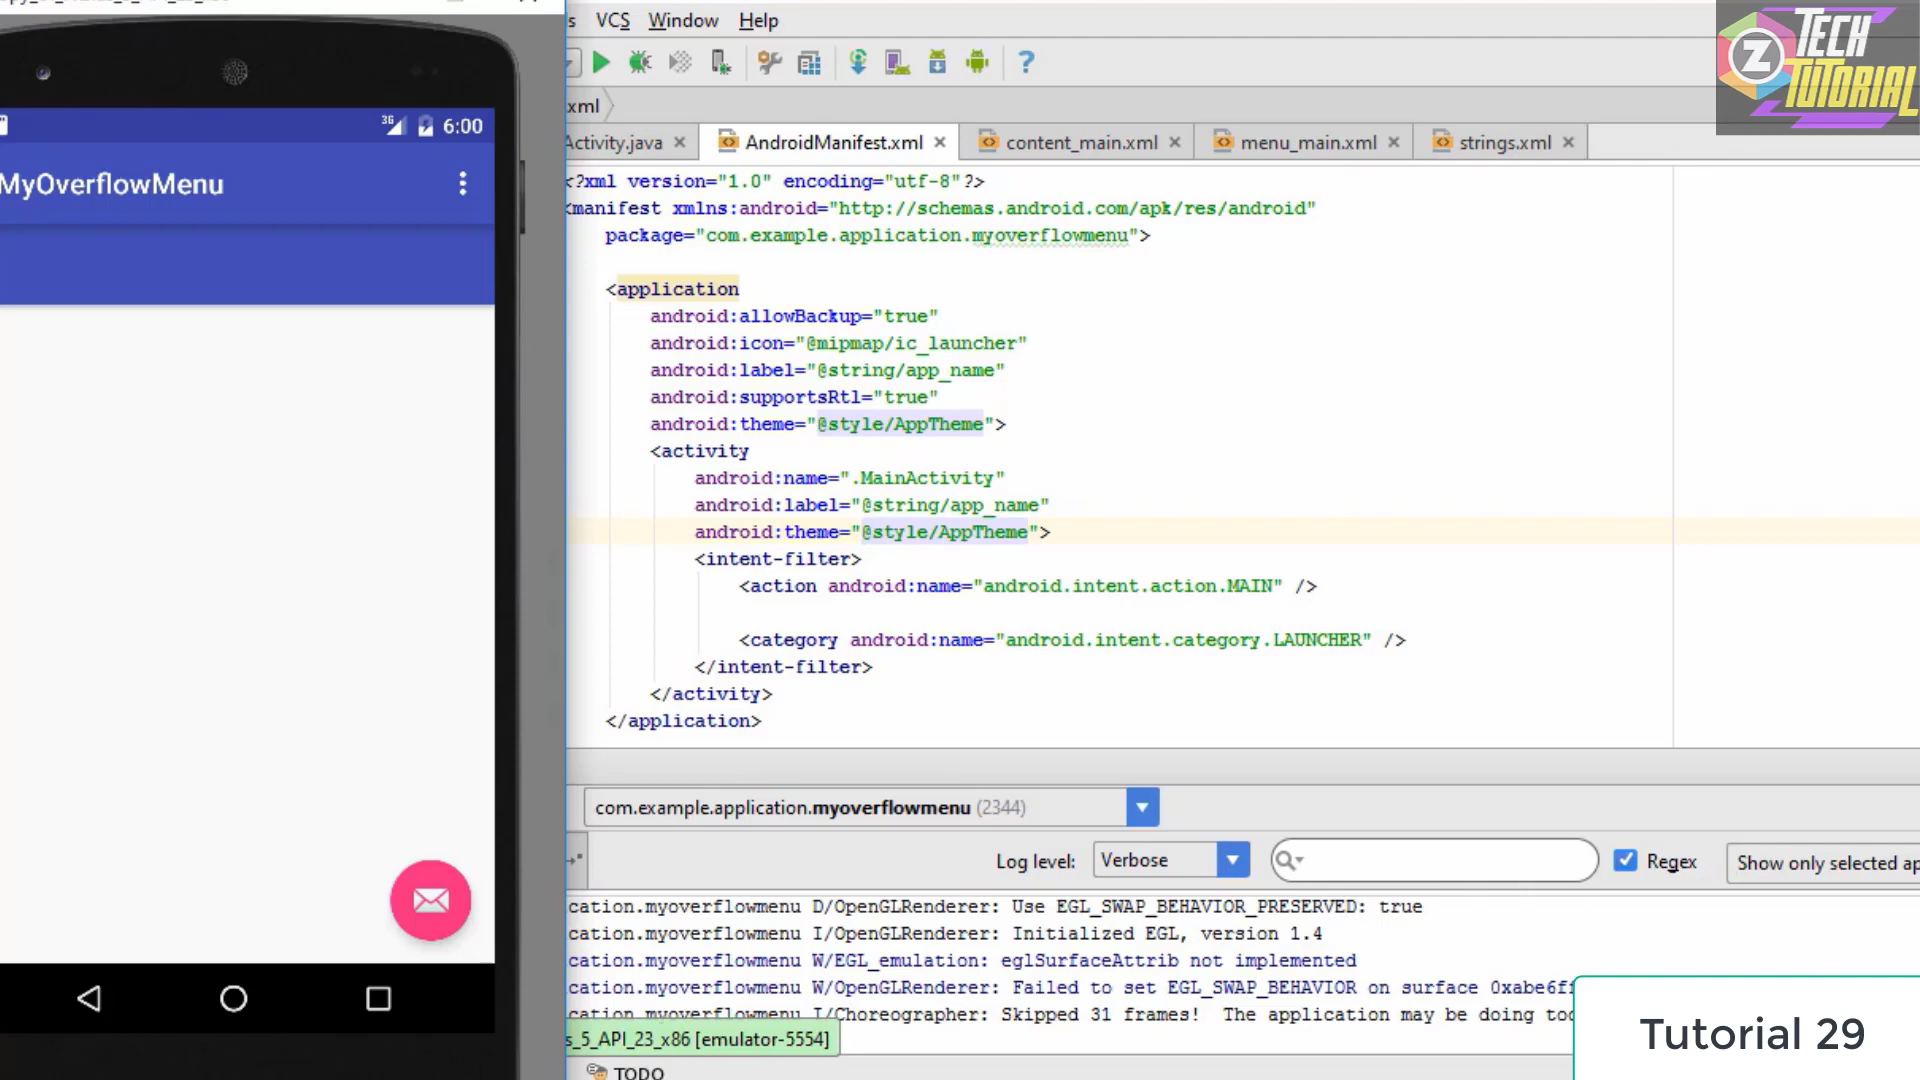 VCS Window Help
TECH
TUTORIAL
Z
.xml
Activity.java
AndroidManifest.xml
content_main.xml
menu_main.xml
strings.xml
3G
6:00
MyOverflowMenu
<?xml version="1.0" encoding="utf-8"?>
<manifest xmlns:android="http://schemas.android.com/apk/res/android"
package="com.example.application.myoverflowmenu">
<application
android:allowBackup="true"
android:icon="@mipmap/ic_launcher"
android:label="@string/app_name"
android:supportsRtl="true"
android:theme="@style/AppTheme">
<activity
android:name=".MainActivity"
android:label="@string/app_name"
android:theme="@style/AppTheme">
<intent-filter>
<action android:name="android.intent.action.MAIN" />
<category android:name="android.intent.category.LAUNCHER" />
</intent-filter>
</activity>
</application>
com.example.application.myoverflowmenu (2344)
Log level: Verbose
Regex
Show only selected ap
cation.myoverflowmenu D/OpenGLRenderer: Use EGL_SWAP_BEHAVIOR_PRESERVED: true
cation.myoverflowmenu I/OpenGLRenderer: Initialized EGL, version 1.4
cation.myoverflowmenu W/EGL_emulation: eglSurfaceAttrib not implemented
cation.myoverflowmenu W/OpenGLRenderer: Failed to set EGL_SWAP_BEHAVIOR on surface 0xabe6ff
cation.myoverflowmenu I/Choreographer: Skipped 31 frames! The application may be doing too
s_5_API_23_x86 [emulator-5554]
TODO
Tutorial 29